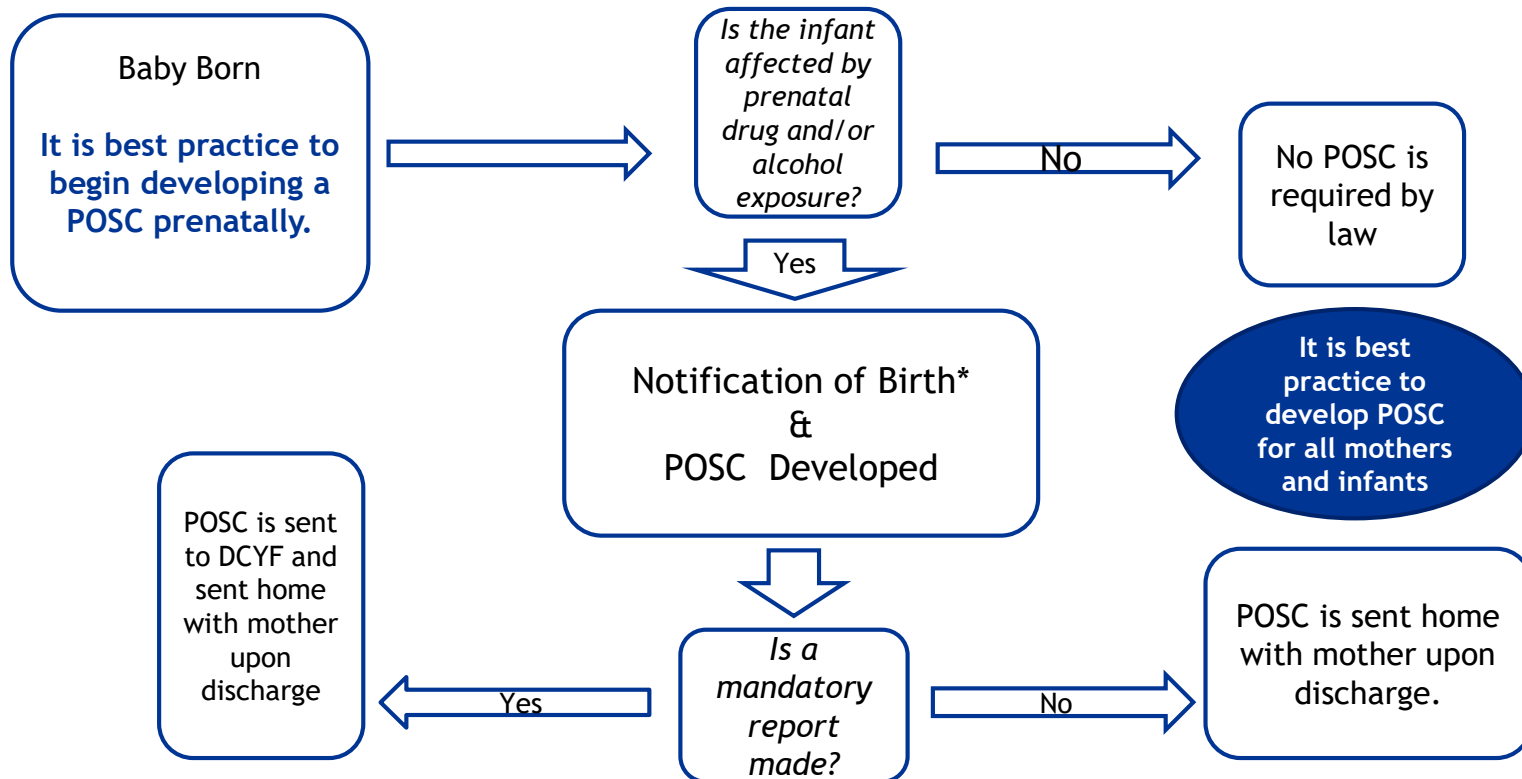 Baby Born
It is best practice to
begin developing a
POSC prenatally.
Is the infant
affected by
prenatal
drug and/or
alcohol
exposure?
No
No POSC is
required by
law
Yes
It is best
practice to
develop POSC
for all mothers
and infants
Notification of Birth*
&
POSC Developed
POSC is sent
to DCYF and
sent home
with mother
upon
discharge
Yes
Is a
mandatory
report
made?
No
POSC is sent home
with mother upon
discharge.